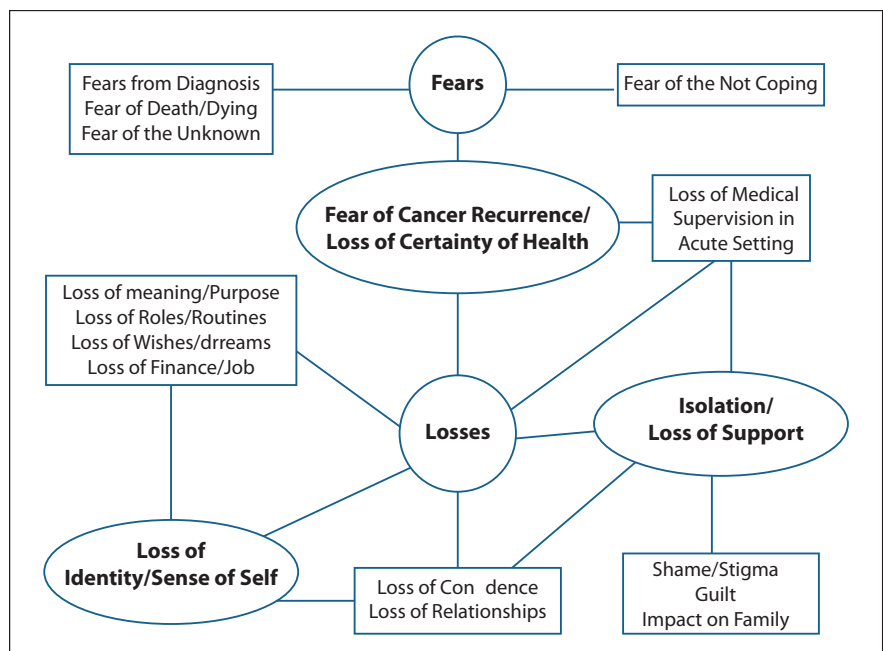 Fears from Diagnosis
Fear of Death/Dying
Fear of the Unknown
Fears
Fear of the Not Coping
Fear of Cancer Recurrence/
Loss of Certainty of Health
Loss of Medical
Supervision in
Acute Setting
Loss of meaning/Purpose
Loss of Roles/Routines
Loss of Wishes/drreams
Loss of Finance/Job
Losses
Isolation/
Loss of Support
Loss of
Identity/Sense of Self
Loss of Con dence
Loss of Relationships
Shame/Stigma
Guilt
Impact on Family